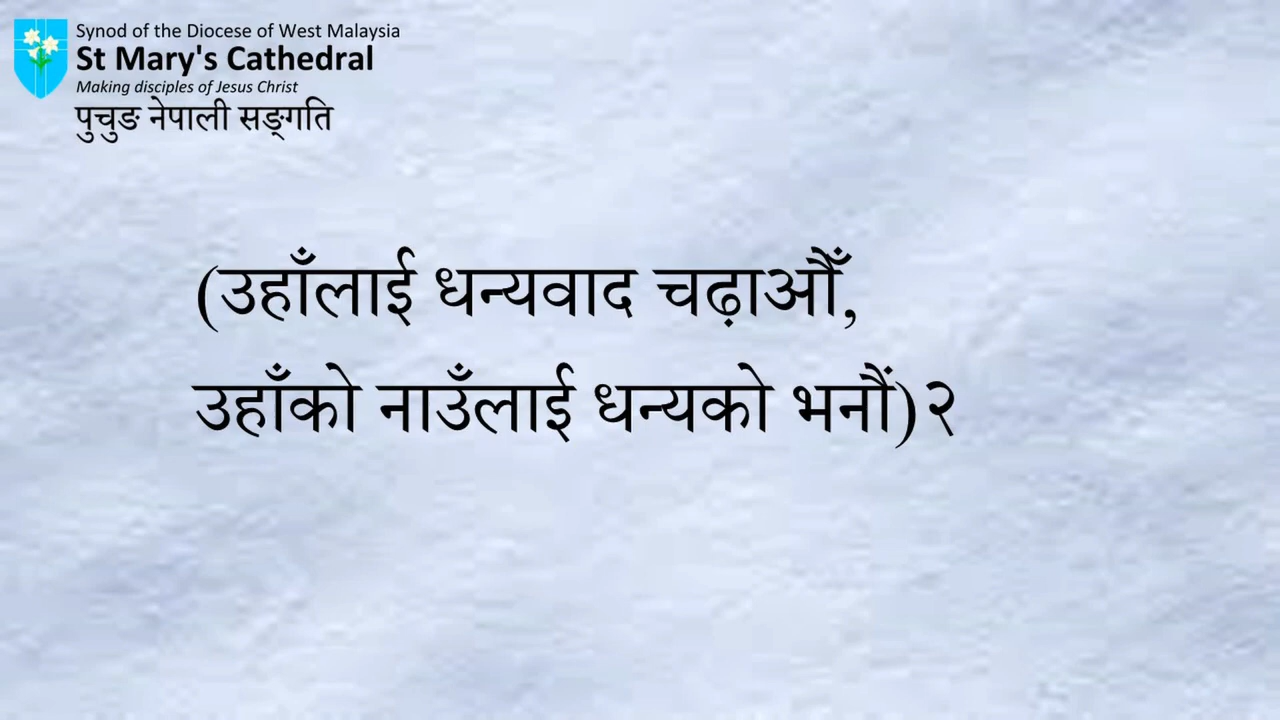 Synod of the Diocese of West Malaysia
St Mary's Cathedral
Making disciples of Jesus Christ
पुचुङ नेपाली सङ्गति
(उहाँलाई धन्यवाद चढ़ाऔँ,
उहाँको नाउँलाई धन्यको भनौं)२